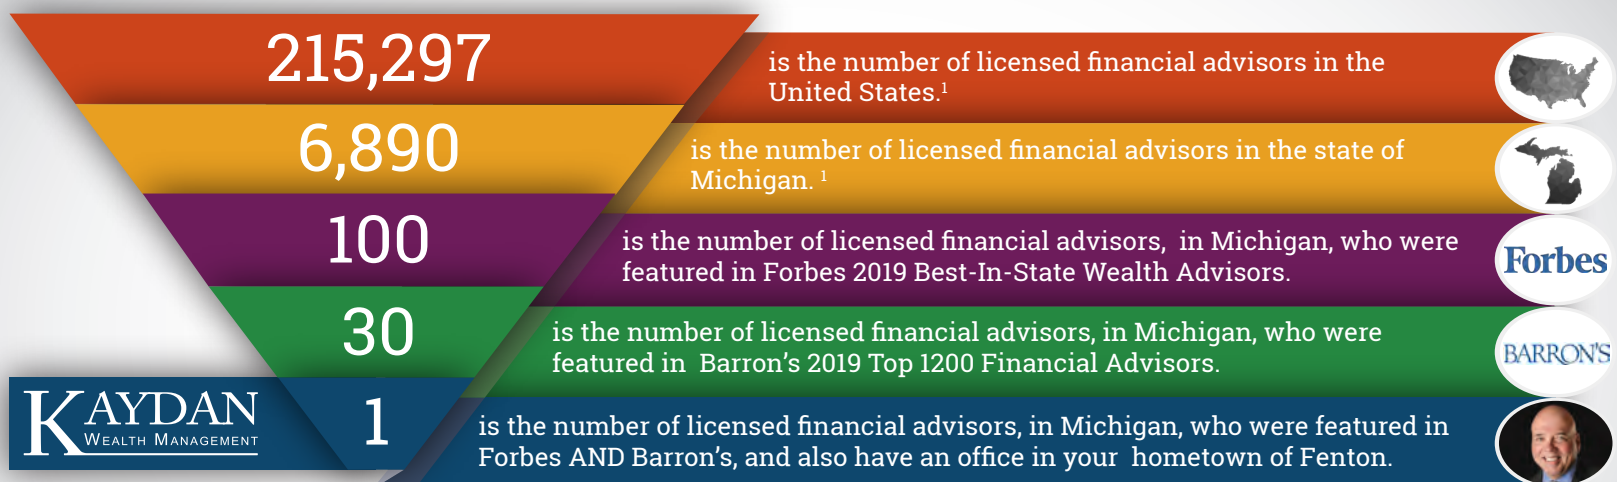 215,297
is the number of licensed financial advisors in the
United States.¹
6,890
is the number of licensed financial advisors in the state of
Michigan. ¹
100
is the number of licensed financial advisors,  in Michigan, who were
featured in Forbes 2019 Best-In-State Wealth Advisors.
Forbes
30
is the number of licensed financial advisors, in Michigan, who were
featured in  Barron’s 2019 Top 1200 Financial Advisors.
BARRON'S
KAYDAN
WEALTH MANAGEMENT
1
is the number of licensed financial advisors, in Michigan, who were featured in
Forbes AND Barron’s, and also have an office in your  hometown of Fenton.